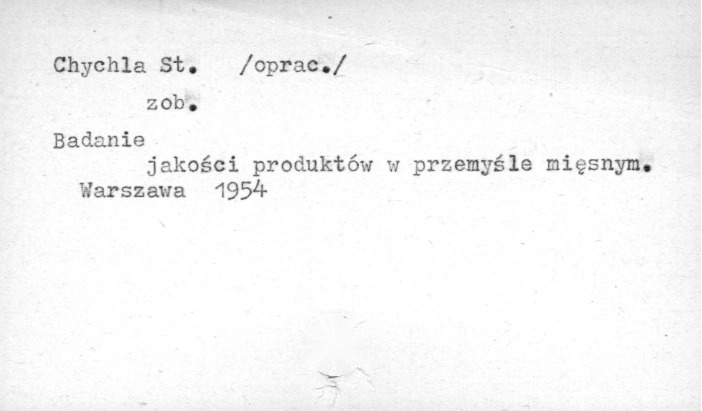 Chychla St. /oprac./
zob.
Badanie
jakości produktów w przemyśle mięsnym.
Warszawa 1954